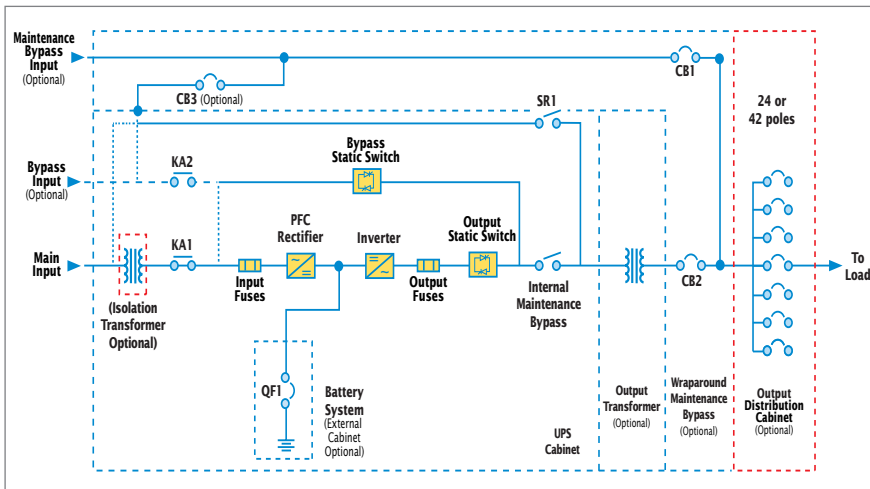 Maintenance
Bypass
Input
(Optional)
CB3 (Optional)
CB1
SR1
24 or
42 poles
Bypass
Input
(Optional)
KA2
Bypass
Static Switch
Main
Input
(Isolation
Transformer
Optional)
KA1
Input
Fuses
PFC
Rectifier
Inverter
Output
Fuses
Output
Static Switch
Internal
Maintenance
Bypass
CB2
To
Load
QF1
Battery
System
(External
Cabinet
Optional)
UPS
Cabinet
Output
Transformer
(Optional)
Wraparound
Maintenance
Bypass
(Optional)
Output
Distribution
Cabinet
(Optional)